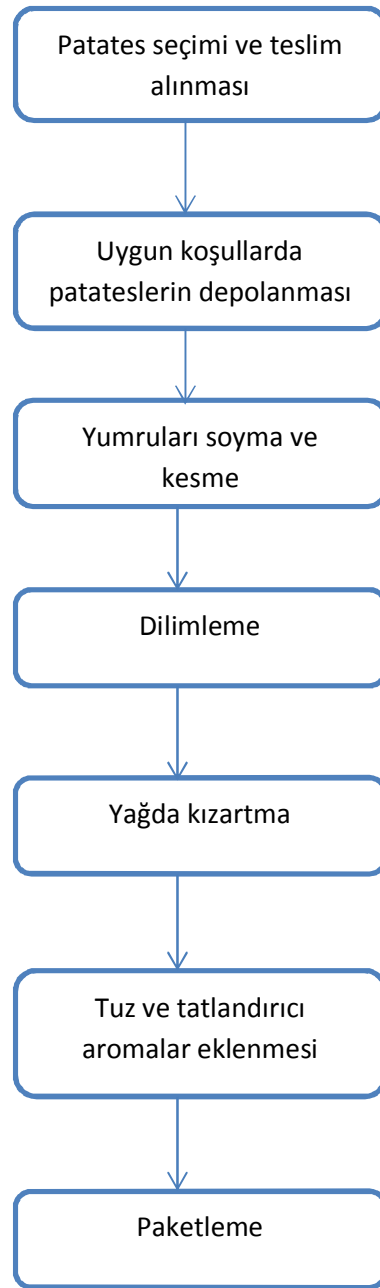 Patates seçimi ve teslim
alınması
Uygun koşullarda
patateslerin depolanması
Yumruları soyma ve
kesme
Dilimleme
Yağda kızartma
Tuz ve tatlandırıcı
aromalar eklenmesi
Paketleme